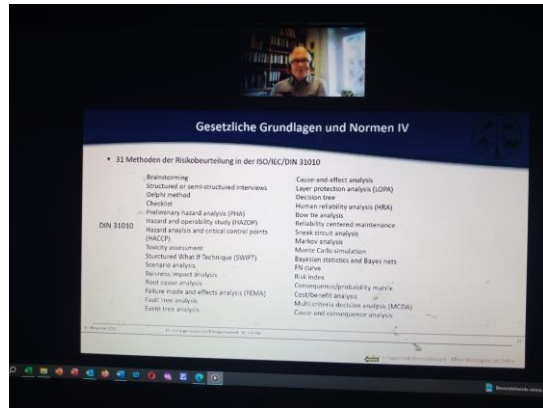 Gesetzliche Grundlagen und Normen IV
• 31 Methoden der Risikobeurteilung in der ISO/IEC/DIN 31010
DIN 31010
Brainstorming
Structured or semi-structured interviews
Delphi method
Checklist
Preliminary hazard analysis (PHA)
Hazard and operability study (HAZOP)
Hazard anaylsis and critical control points
(HACCP)
Toxicity assessment
Sturctured What If Technique (SWIFT)
Scenario analysis
Business impact analysis
Root cause analysis
Failure mode and effects analysis (FEMA)
Fault tree analysis
Event tree analysis
Cause-and-effect analysis
Layer protection analysis (LOPA)
Decision tree
Human reliability analysis (HRA)
Bow tie analysis
Reliability centered maintenance
Sneak circuit analysis
Markov analysis
Monte Carlo simulation
Bayesian statistics and Bayes nets
FN curve
Risk index
Consequence/probability matrix
Cost/benefit analysis
Multi-criteria decision analysis (MCDA)
Cause and consequence analysis